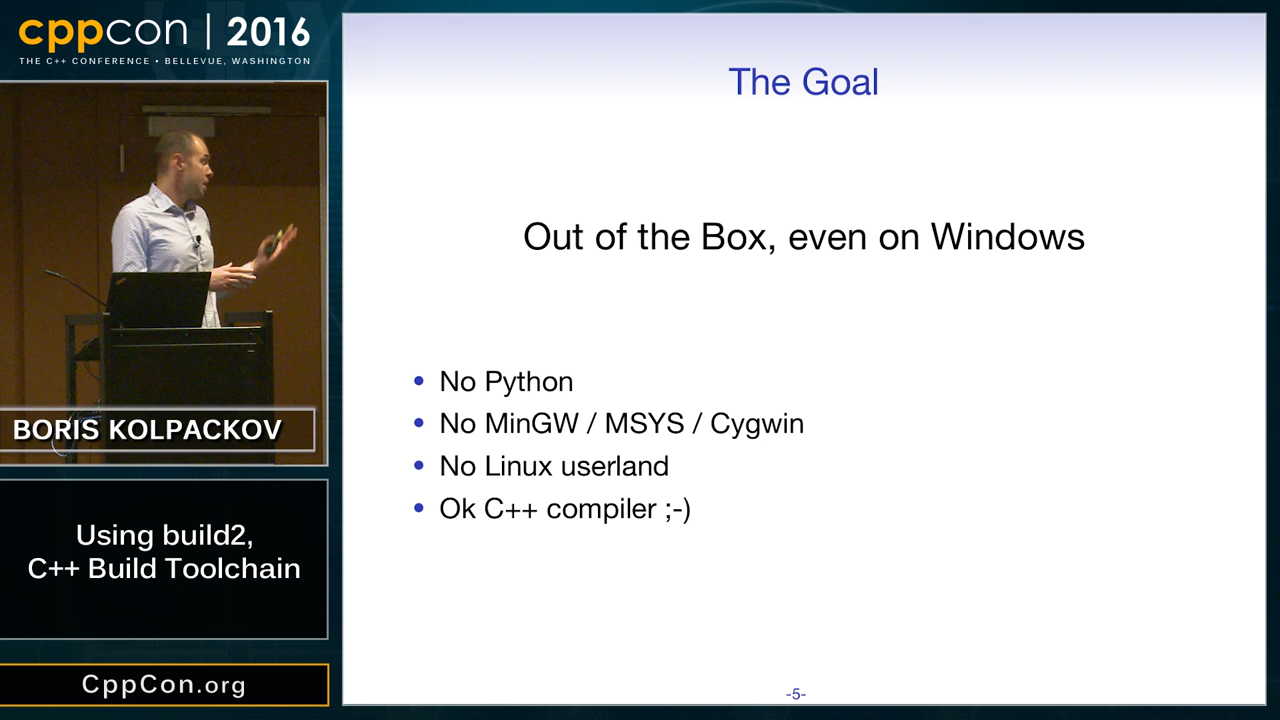 cppcon | 2016
THE C++ CONFERENCE • BELLEVUE, WASHINGTON
BORIS KOLPACKOV
Using build2,
C++ Build Toolchain
CppCon.org
The Goal
Out of the Box, even on Windows
• No Python
• No MinGW / MSYS / Cygwin
• No Linux userland
• Ok C++ compiler ;-)
-5-